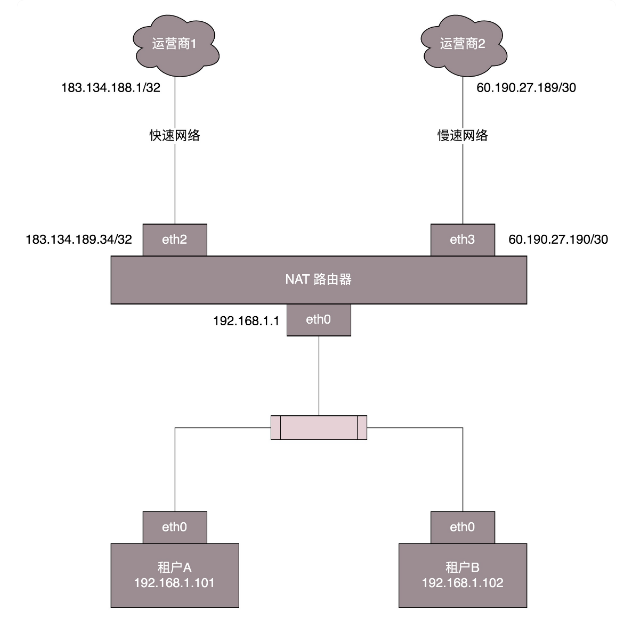 运营商1
运营商2
183.134.188.1/32
60.190.27.189/30
快速网络
慢速网络
183.134.189.34/32
eth2
eth3
60.190.27.190/30
NAT 路由器
192.168.1.1
eth0
eth0
eth0
租户A
192.168.1.101
租户B
192.168.1.102